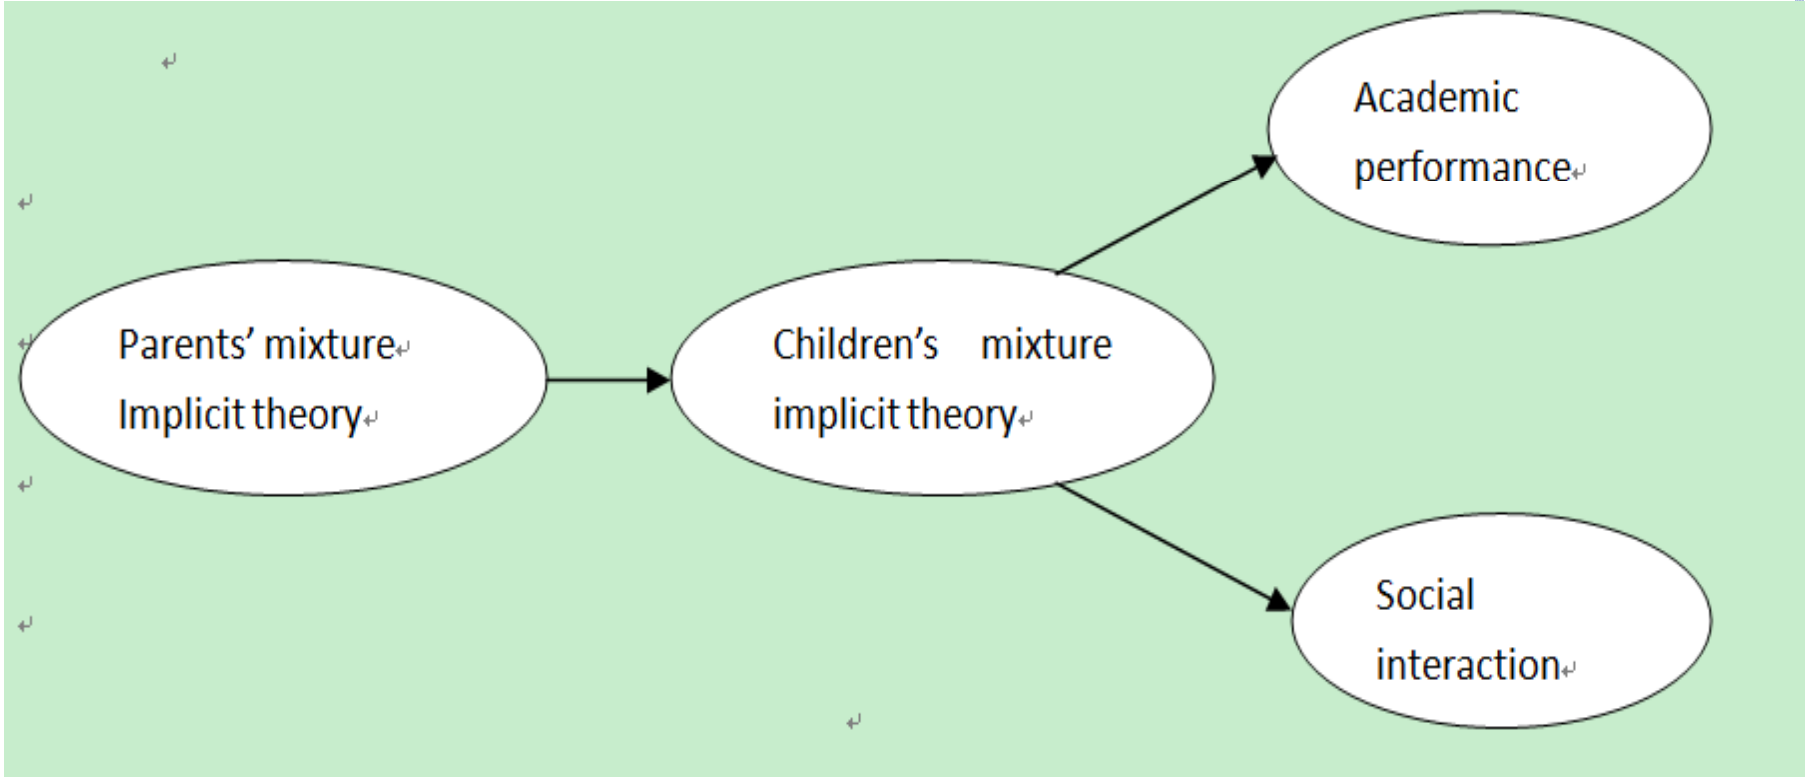 Academic
performance
Parents’ mixture
Implicit theory
Children’s mixture
implicit theory
Social
interaction